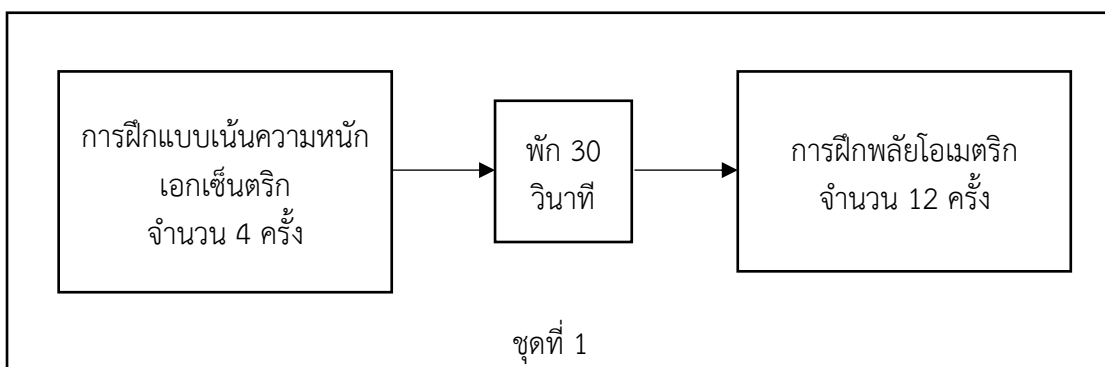 การฝึกแบบเน้นความหนัก
เอกเซ็นตริก
จำนวน 4 ครั้ง
พัก 30
วินาที
การฝึกพลัยโอเมตริก
จำนวน 12 ครั้ง
ชุดที่ 1